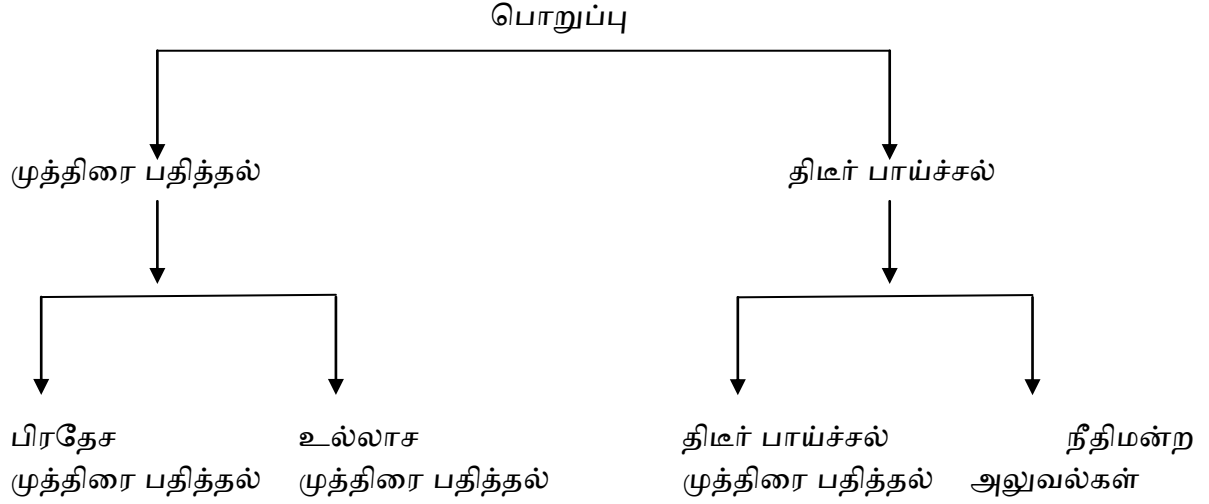 பொறுப்பு
முத்திரை பதித்தல் திடீர் பாய்ச்சல்
பிரதேச உல்லாச திடீர் பாய்ச்சல் நீதிமன்ற
முத்திரை பதித்தல் முத்திரை பதித்தல் முத்திரை பதித்தல் அலுவல்கள்